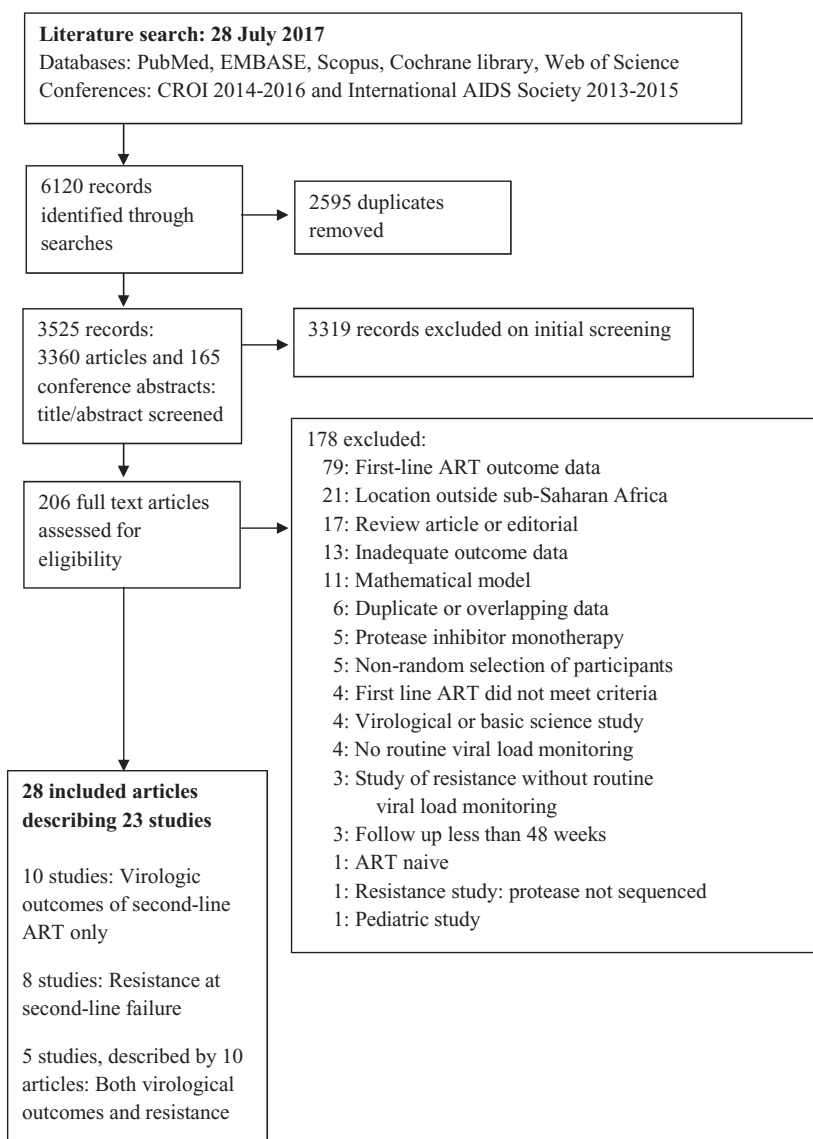 Literature search: 28 July 2017
Databases: PubMed, EMBASE, Scopus, Cochrane library, Web of Science
Conferences: CROI 2014-2016 and International AIDS Society 2013-2015
6120 records
identified through
searches
2595 duplicates
removed
3525 records:
3360 articles and 165
conference abstracts:
title/abstract screened
3319 records excluded on initial screening
206 full text articles
assessed for
eligibility
178 excluded:
79: First-line ART outcome data
21: Location outside sub-Saharan Africa
17: Review article or editorial
13: Inadequate outcome data
11: Mathematical model
6: Duplicate or overlapping data
5: Protease inhibitor monotherapy
5: Non-random selection of participants
4: First line ART did not meet criteria
4: Virological or basic science study
4: No routine viral load monitoring
3: Study of resistance without routine
viral load monitoring
3: Follow up less than 48 weeks
1: ART naive
1: Resistance study: protease not sequenced
1: Pediatric study
28 included articles
describing 23 studies
10 studies: Virologic
outcomes of second-line
ART only
8 studies: Resistance at
second-line failure
5 studies, described by 10
articles: Both virological
outcomes and resistance